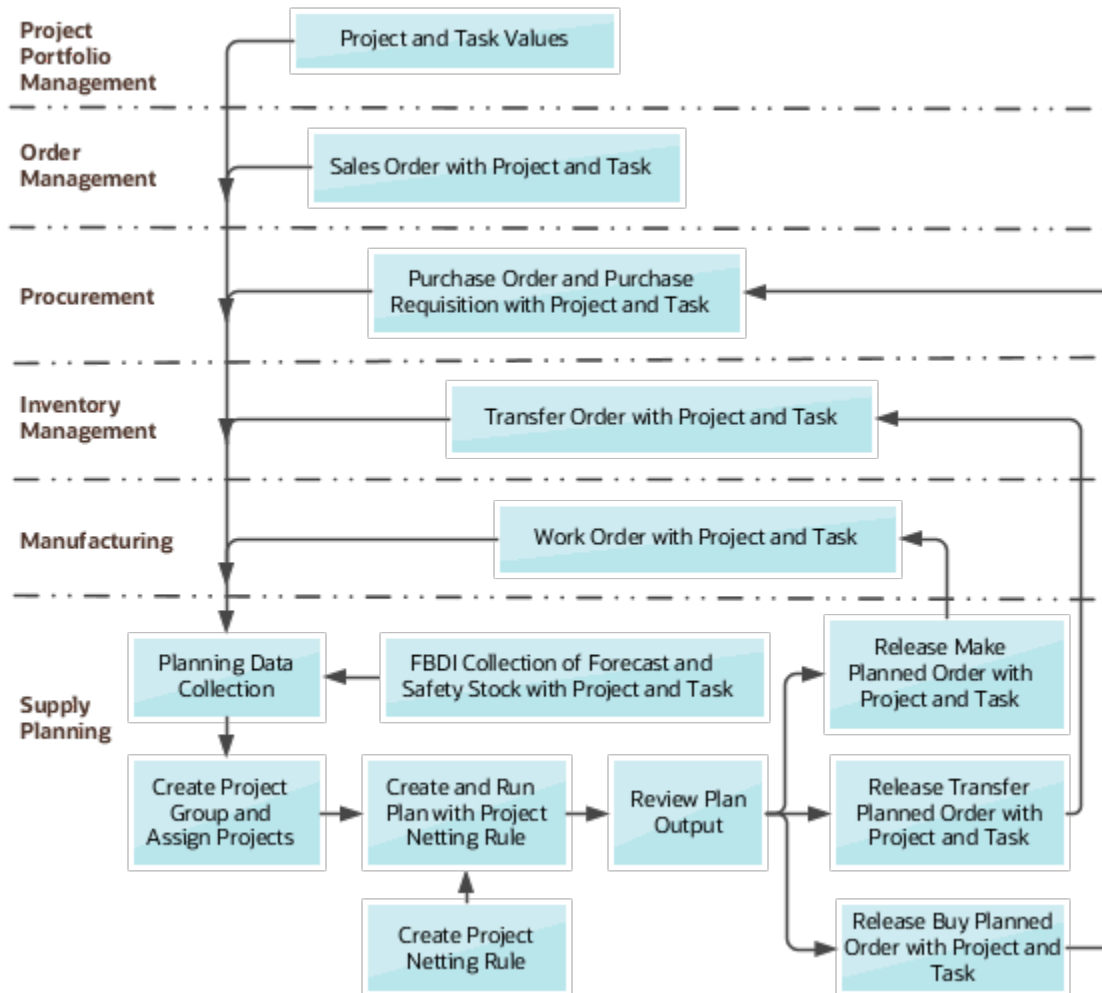 Project
Portfolio
Management
Project and Task Values
Order
Management
Sales Order with Project and Task
Procurement
Purchase Order and Purchase
Requisition with Project and Task
Inventory
Management
Transfer Order with Project and Task
Manufacturing
Work Order with Project and Task
Supply
Planning
Planning Data
Collection
FBDI Collection of Forecast and
Safety Stock with Project and Task
Release Make
Planned Order with
Project and Task
Create Project
Group and
Assign Projects
Create and Run
Plan with Project
Netting Rule
Review Plan
Output
Release Transfer
Planned Order with
Project and Task
Create Project
Netting Rule
Release Buy Planned
Order with Project and
Task